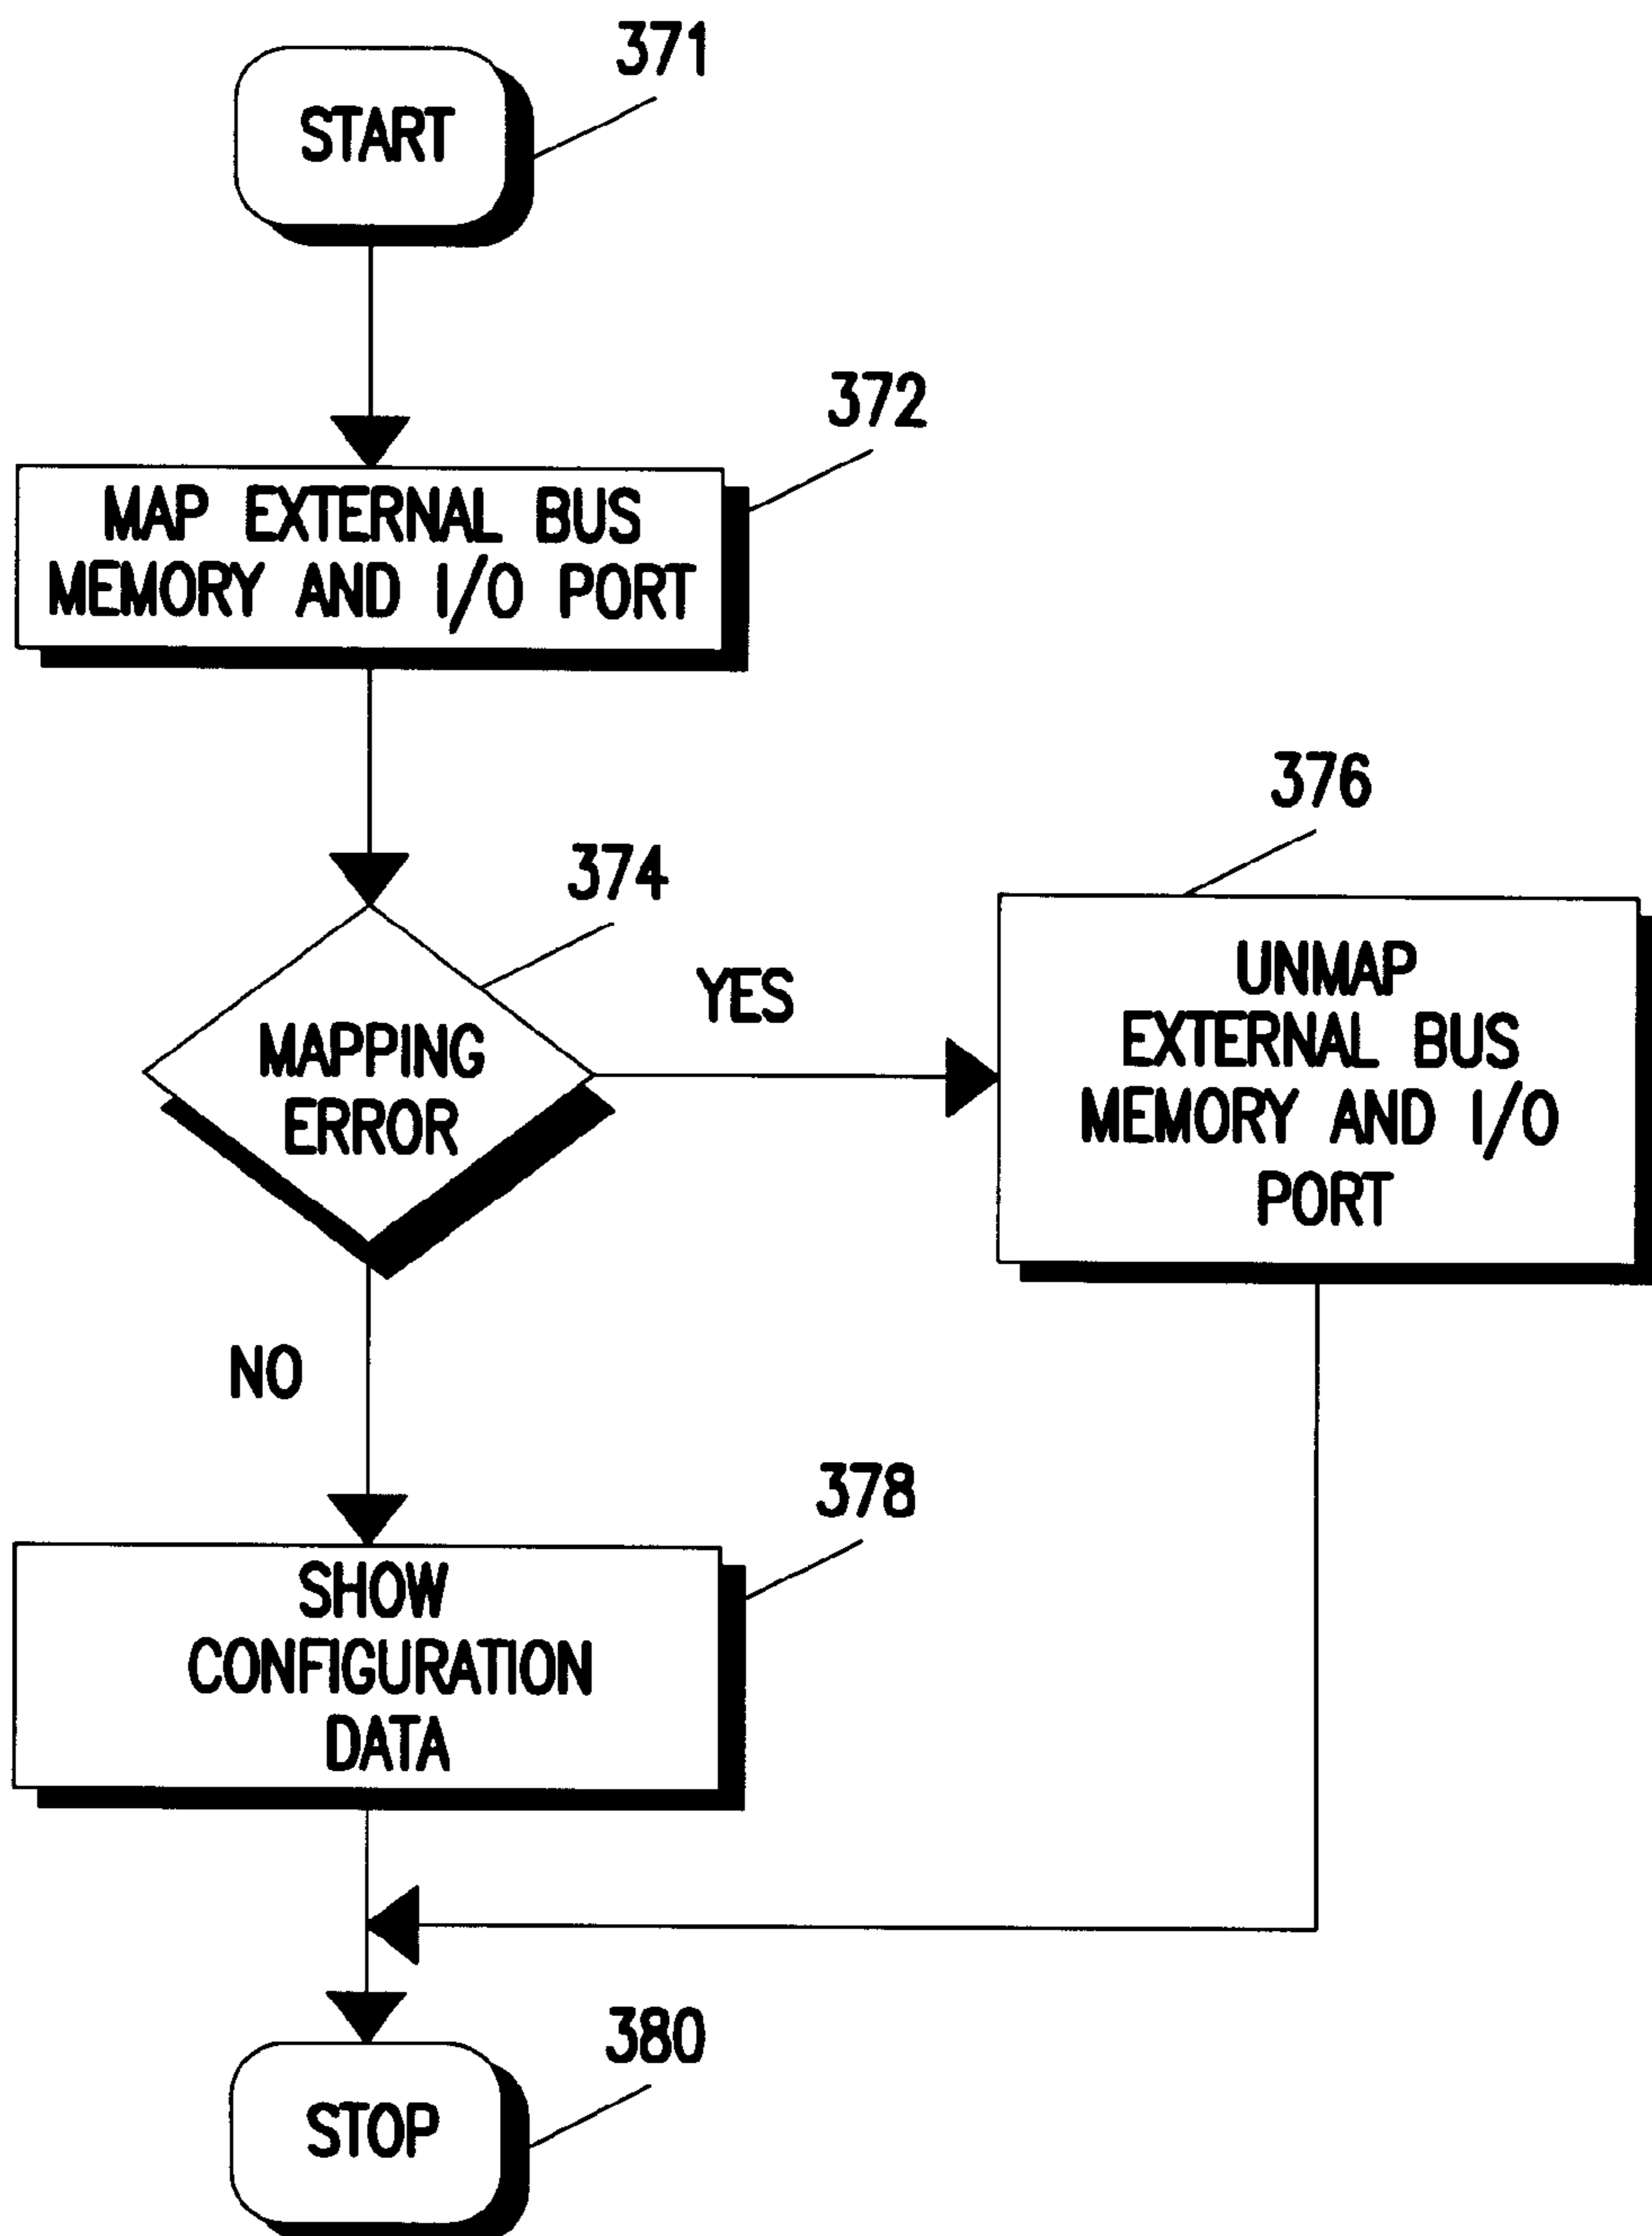 371
START
372
MAP EXTERNAL BUS
MEMORY AND I/O PORT
374
MAPPING
ERROR
YES
376
UNMAP
EXTERNAL BUS
MEMORY AND I/O
PORT
NO
378
SHOW
CONFIGURATION
DATA
380
STOP